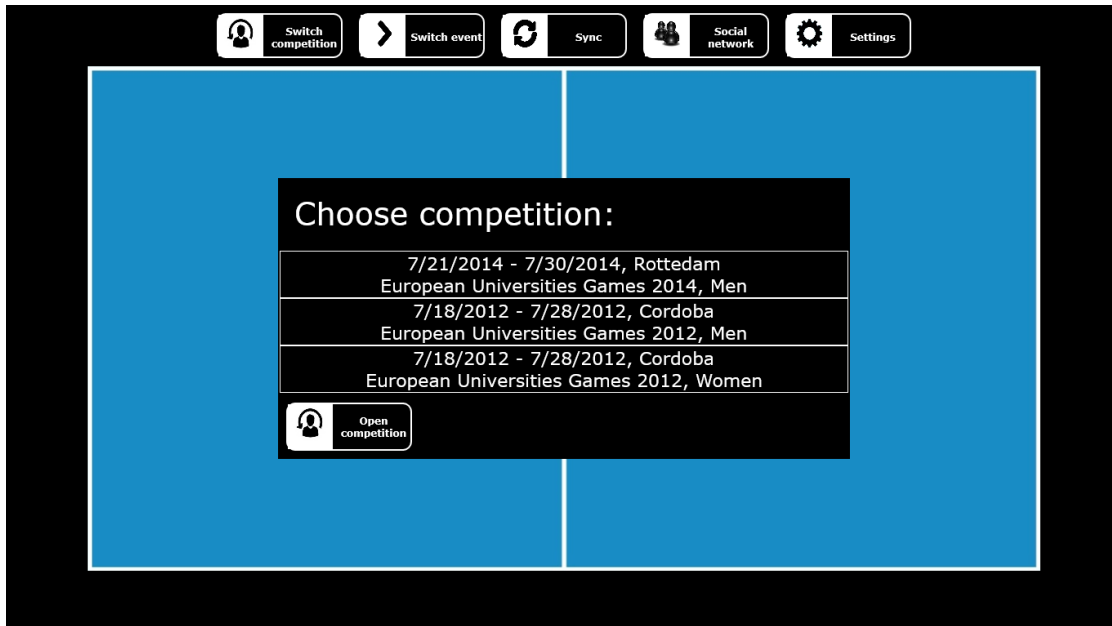 Switch
competition
Switch event
Sync
Social
network
Settings
Choose competition:
7/21/2014 - 7/30/2014, Rottedam
European Universities Games 2014, Men
7/18/2012 - 7/28/2012, Cordoba
European Universities Games 2012, Men
7/18/2012 - 7/28/2012, Cordoba
European Universities Games 2012, Women
Open
competition